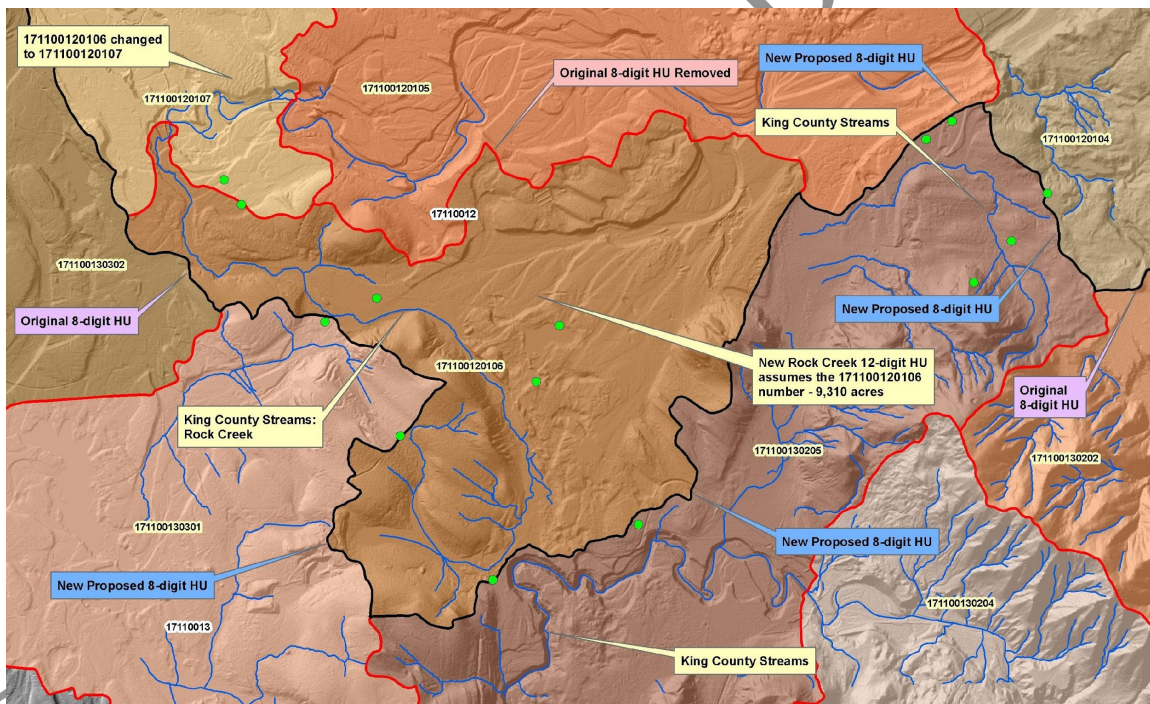 171100120106 changed
to 171100120107
171100120107
171100120105
Original 8-digit HU Removed
New Proposed 8-digit HU
King County Streams
171100120104
17110012
171100130302
Original 8-digit HU
New Proposed 8-digit HU
171100120106
New Rock Creek 12-digit HU
assumes the 171100120106
number - 9,310 acres
Original
8-digit HU
King County Streams:
Rock Creek
171100130205
171100130202
171100130301
New Proposed 8-digit HU
New Proposed 8-digit HU
171100130204
17110013
King County Streams